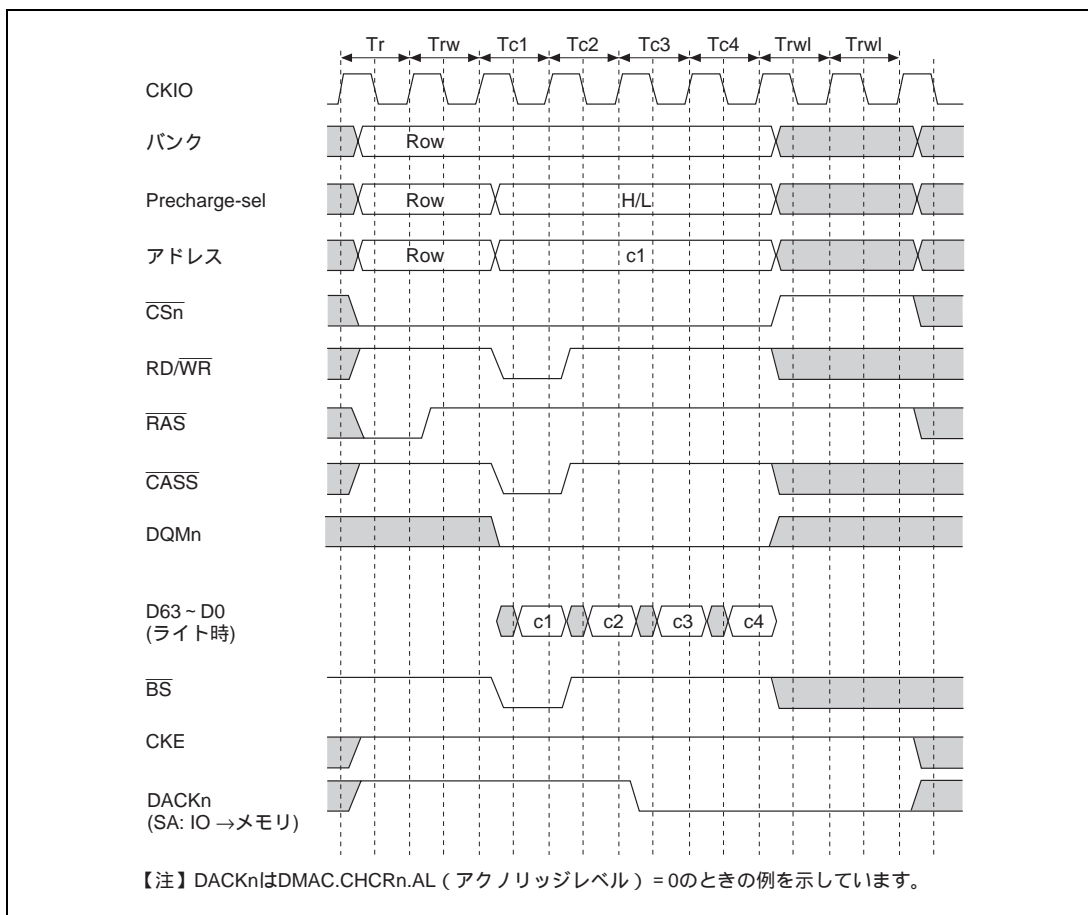 Tr Trw Tc1 Tc2 Tc3 Tc4 Trwl Trwl
CKIO
バンク Row
Precharge-sel Row H/L
アドレス Row c1
CSn
RD/WR
RAS
CASS
DQMn
D63~D0
(ライト時) c1 c2 c3 c4
BS
CKE
DACKn
(SA: IO →メモリ)
【注】DACKnはDMAC.CHCRn.AL(アクノリッジレベル)=0のときの例を示しています。